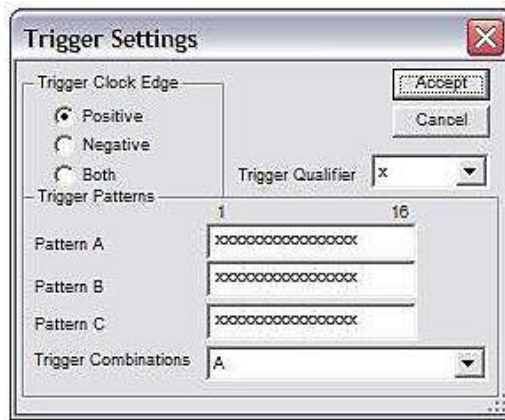 Trigger Settings
Trigger Clock Edge
Positive
Negative
Both
Accept
Cancel
Trigger Qualifier x
Trigger Patterns
1 16
Pattern A xxxxxxxxxxxxxxxx
Pattern B xxxxxxxxxxxxxxxx
Pattern C xxxxxxxxxxxxxxxx
Trigger Combinations A